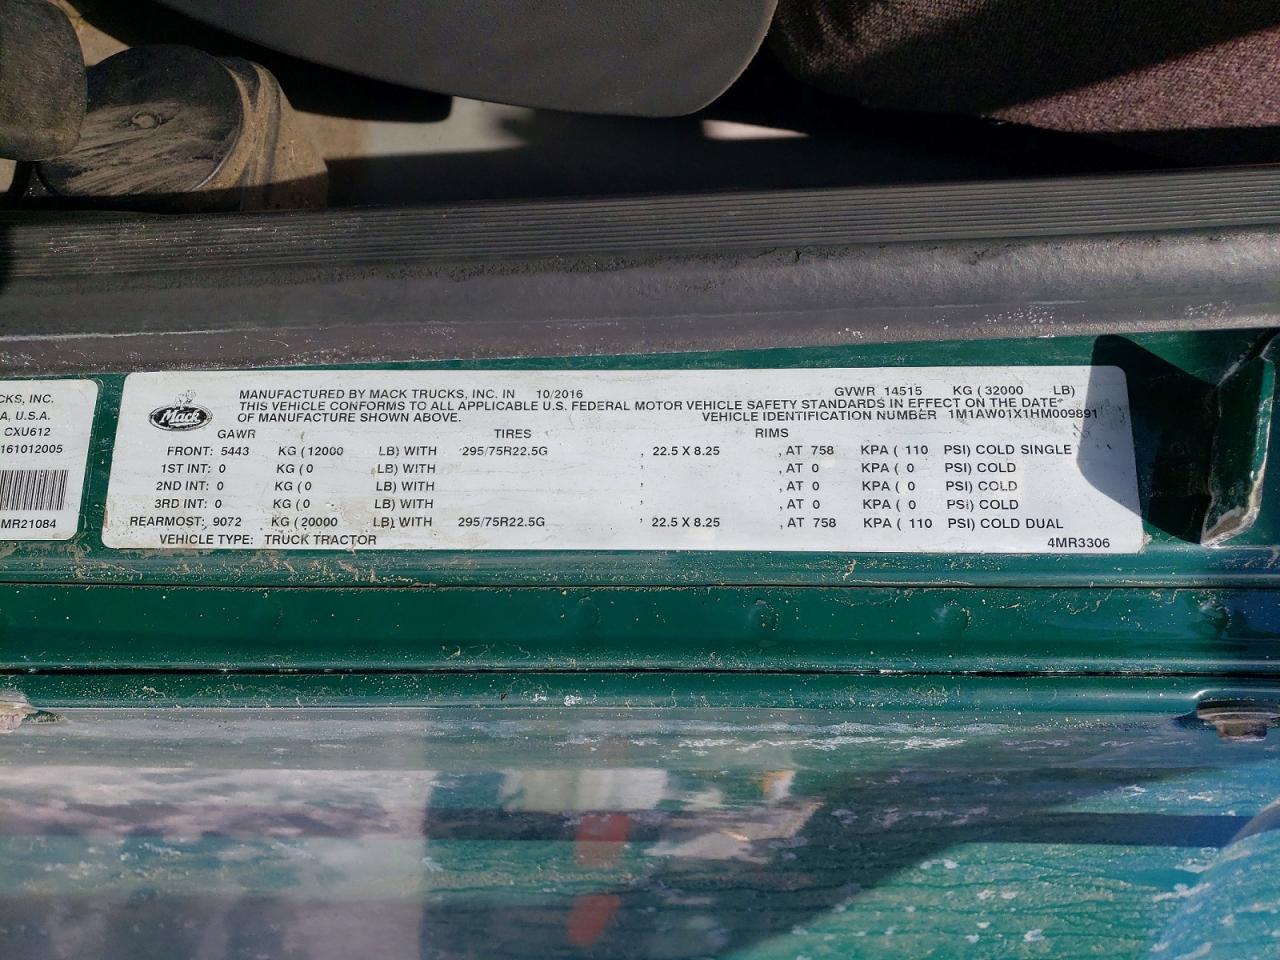 CKS, INC.
A, U.S.A.
CXU612
161012005
MR21084
Mack
MANUFACTURED BY MACK TRUCKS, INC. IN 10/2016 GVWR 14515 KG (32000 LB)
THIS VEHICLE CONFORMS TO ALL APPLICABLE U.S. FEDERAL MOTOR VEHICLE SAFETY STANDARDS IN EFFECT ON THE DATE
OF MANUFACTURE SHOWN ABOVE. VEHICLE IDENTIFICATION NUMBER 1M1AW01X1HM009891
GAWR TIRES RIMS
FRONT: 5443 KG (12000 LB) WITH 295/75R22.5G , 22.5 X 8.25 , AT 758 KPA ( 110 PSI) COLD SINGLE
1ST INT: 0 KG ( 0 LB) WITH , , AT 0 KPA ( 0 PSI) COLD
2ND INT: 0 KG ( 0 LB) WITH , , AT 0 KPA ( 0 PSI) COLD
3RD INT: 0 KG ( 0 LB) WITH , , AT 0 KPA ( 0 PSI) COLD
REARMOST: 9072 KG ( 20000 LB) WITH 295/75R22.5G , 22.5 X 8.25 , AT 758 KPA ( 110 PSI) COLD DUAL
VEHICLE TYPE: TRUCK TRACTOR 4MR3306